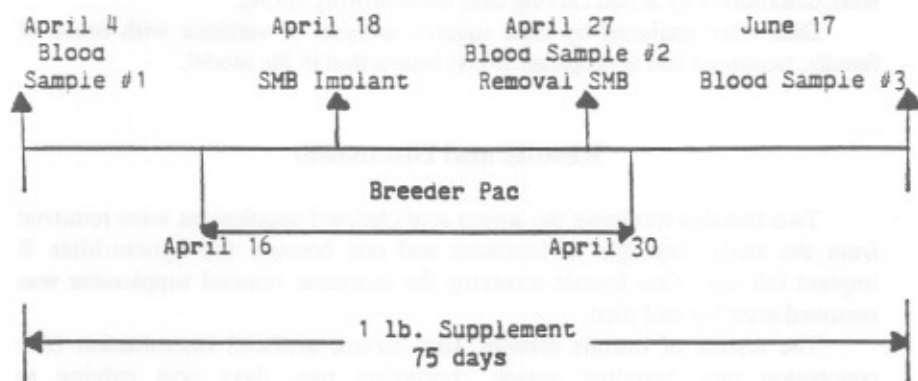 April 4 April 18 April 27 June 17
Blood Blood Sample #2
Sample #1 SMB Implant Removal SMB Blood Sample #3
Breeder Pac
April 16 April 30
1 lb. Supplement
75 days